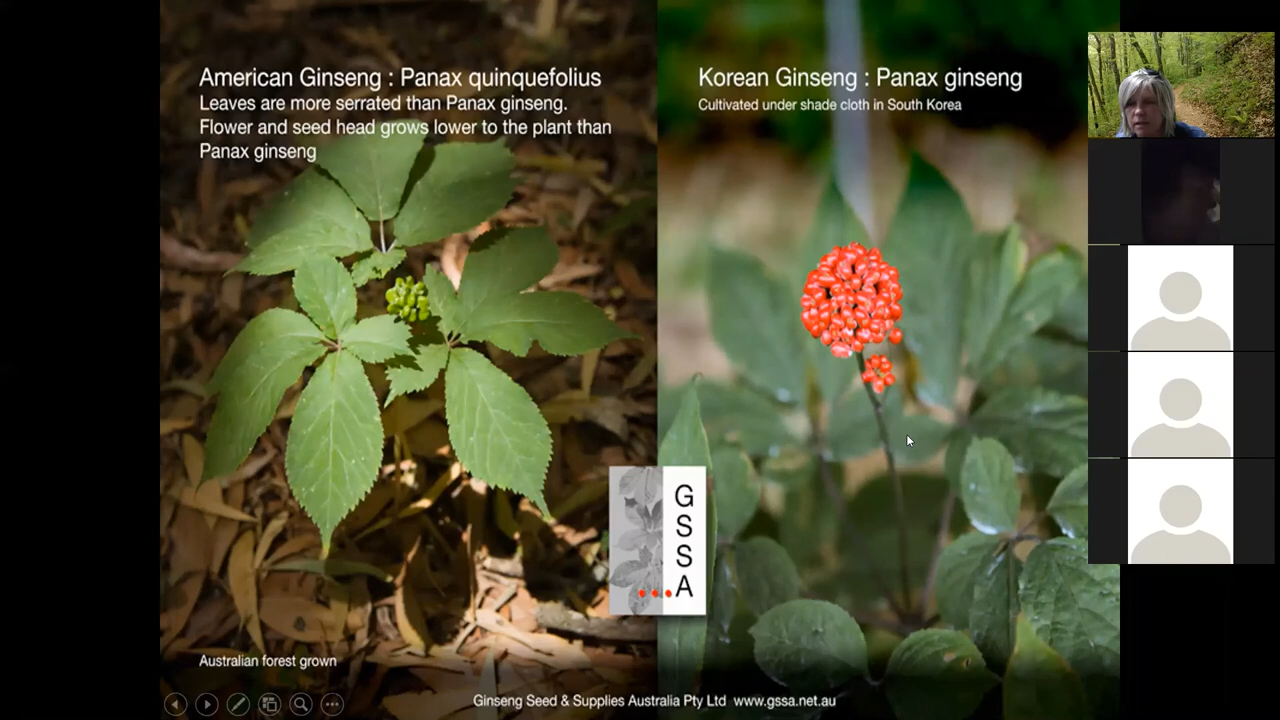 American Ginseng : Panax quinquefolius
Leaves are more serrated than Panax ginseng.
Flower and seed head grows lower to the plant than
Panax ginseng
Korean Ginseng : Panax ginseng
Cultivated under shade cloth in South Korea
G
S
S
A
Australian forest grown
Ginseng Seed & Supplies Australia Pty Ltd www.gssa.net.au